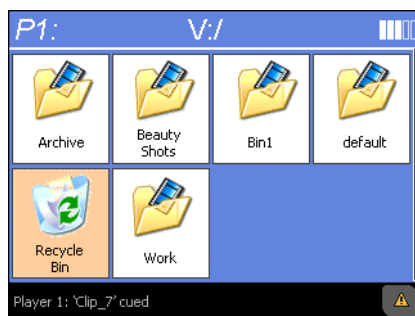 P1: V:/
Archive
Beauty
Shots
Bin1
default
Recycle
Bin
Work
Player 1: 'Clip_7' cued